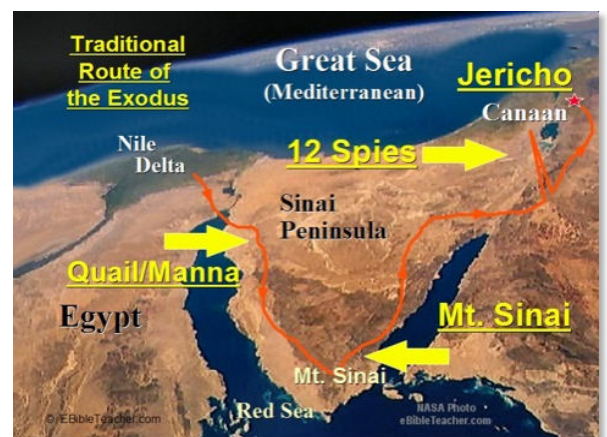 Traditional
Route of
the Exodus
Great Sea
(Mediterranean)
Jericho
Canaan
Nile
Delta
12 Spies
Sinai
Peninsula
Quail/Manna
Egypt
Mt. Sinai
Mt. Sinai
Red Sea
© EBibleTeacher.com
NASA Photo
eBibleTeacher.com